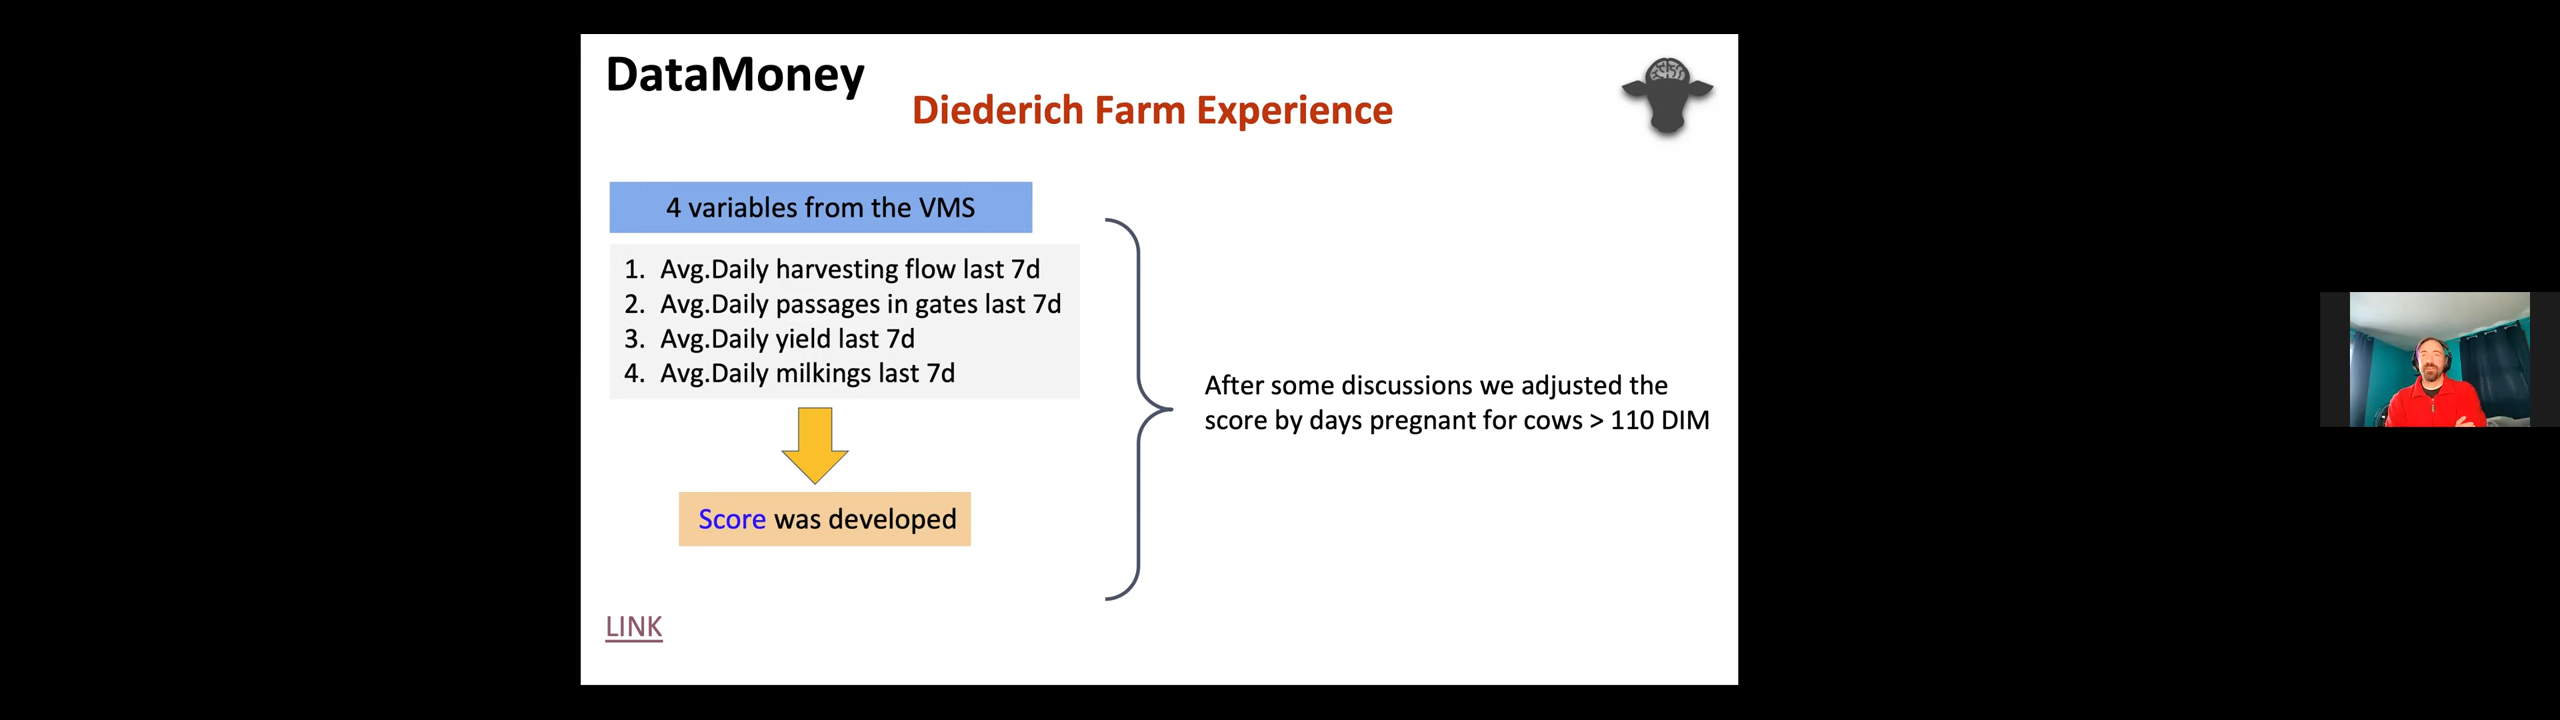 DataMoney
Diederich Farm Experience
4 variables from the VMS
1. Avg.Daily harvesting flow last 7d
2. Avg.Daily passages in gates last 7d
3. Avg.Daily yield last 7d
4. Avg.Daily milkings last 7d
Score was developed
After some discussions we adjusted the
score by days pregnant for cows > 110 DIM
LINK